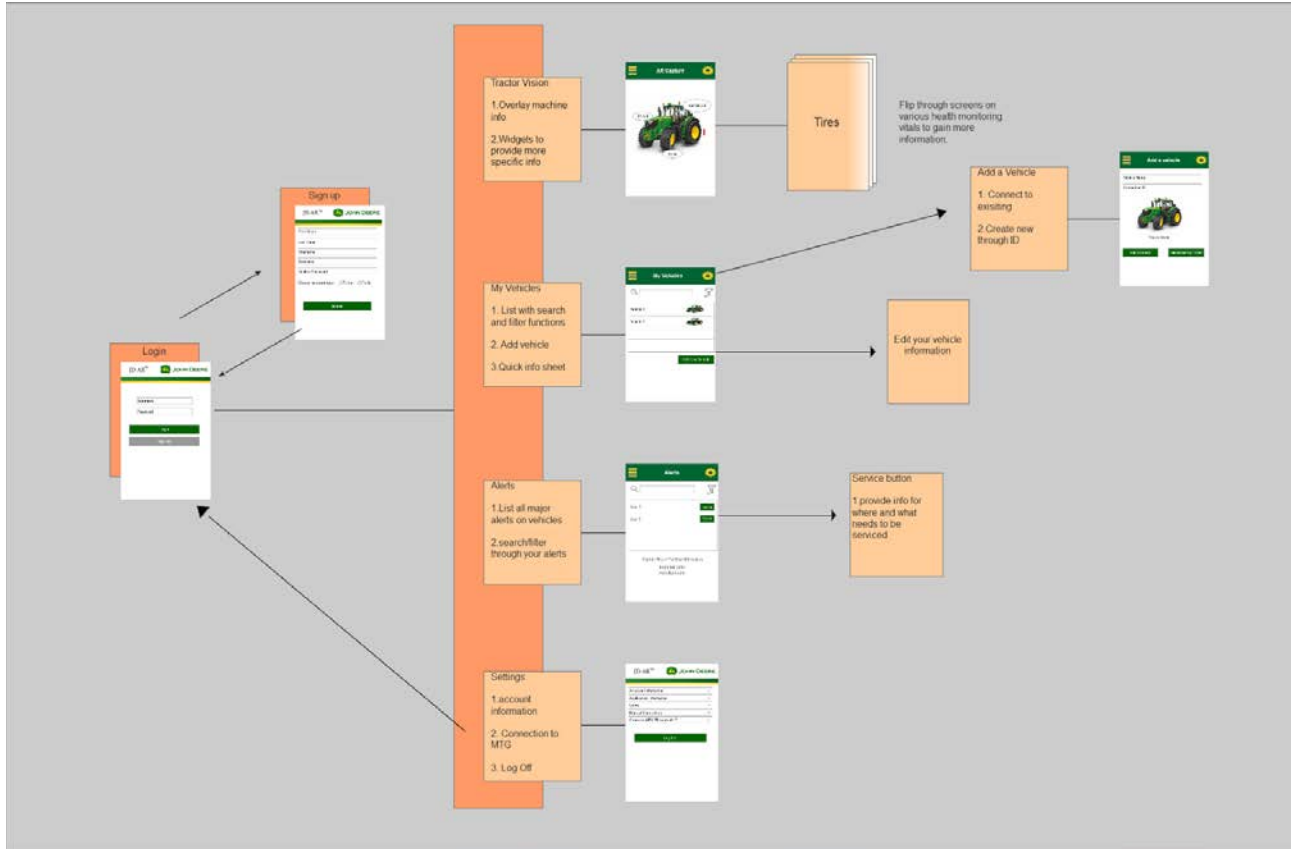 Tractor Vision
1.Overlay machine
info
2.Widgets to
provide more
specific info
Tires
Flip through screens on
various health monitoring
vitals to gain more
information.
Add a Vehicle
1. Connect to
exisiting
2.Create new
through ID
Add a vehicle
Sign up
JOHN DEERE
Login
JOHN DEERE
My Vehicles
1. List with search
and filter functions
2. Add vehicle
3.Quick info sheet
My Vehicles
Edit your vehicle
information
Alerts
1.List all major
alerts on vehicles
2.search/filter
through your alerts
Alerts
Service button
1.provide info for
where and what
needs to be
serviced
Settings
1.account
information
2. Connection to
MTG
3. Log Off
JOHN DEERE